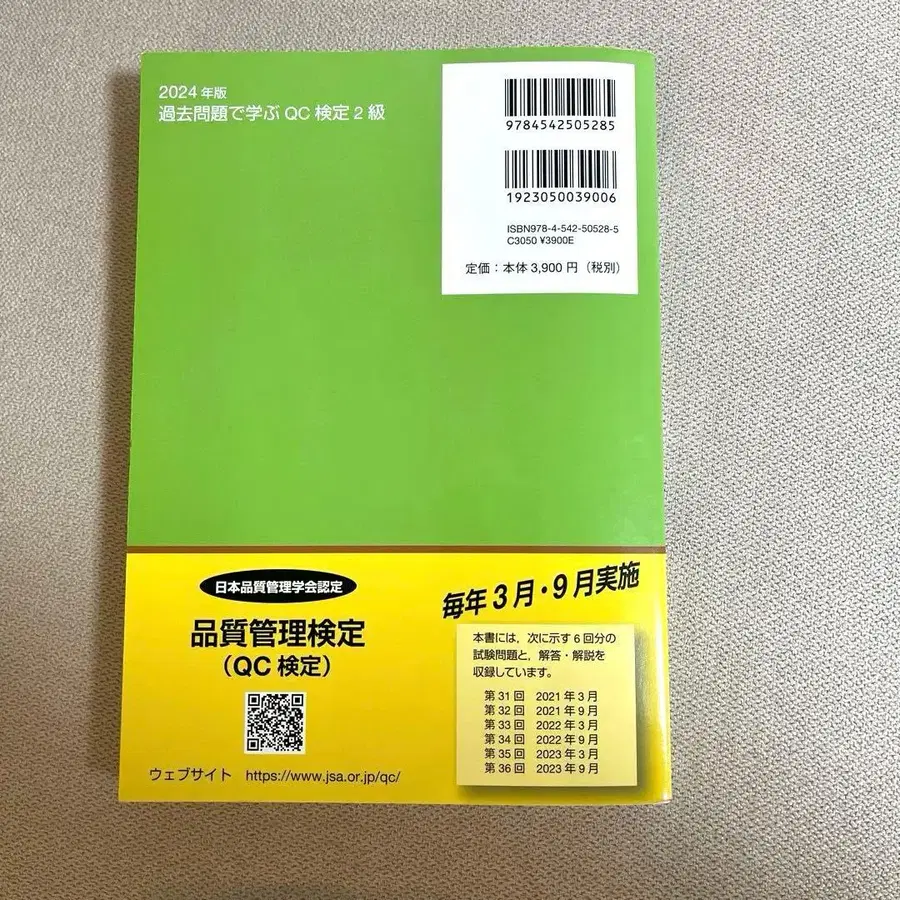 2024年版
過去問題で学ぶQC検定2級
9784542505285
1923050039006
ISBN978-4-542-50528-5
C3050 ¥3900E
定価:本体3,900円(税別)
日本品質管理学会認定
品質管理検定
(QC検定)
ウェブサイト https://www.jsa.or.jp/qc/
毎年3月・9月実施
本書には,次に示す6回分の
試験問題と,解答・解説を
収録しています。
第31回 2021年3月
第32回 2021年9月
第33回 2022年3月
第34回 2022年9月
第35回 2023年3月
第36回 2023年9月